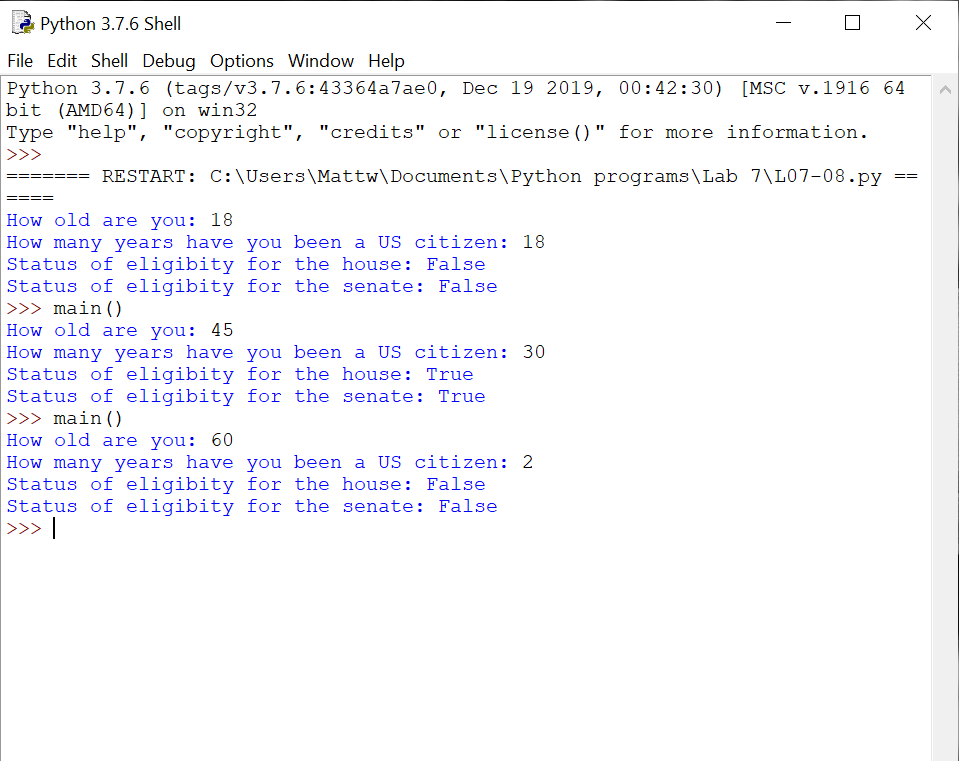 Python 3.7.6 Shell
File Edit Shell Debug Options Window Help
Python 3.7.6 (tags/v3.7.6:43364a7ae0, Dec 19 2019, 00:42:30) [MSC v.1916 64
bit (AMD64)] on win32
Type "help", "copyright", "credits" or "license()" for more information.
>>>
======= RESTART: C:\Users\Mattw\Documents\Python programs\Lab 7\L07-08.py ==
====
How old are you: 18
How many years have you been a US citizen: 18
Status of eligibity for the house: False
Status of eligibity for the senate: False
>>> main()
How old are you: 45
How many years have you been a US citizen: 30
Status of eligibity for the house: True
Status of eligibity for the senate: True
>>> main()
How old are you: 60
How many years have you been a US citizen: 2
Status of eligibity for the house: False
Status of eligibity for the senate: False
>>>